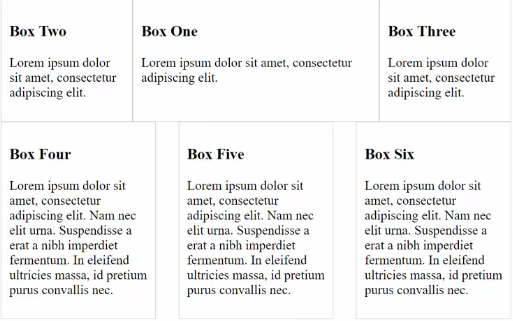 Box Two
Lorem ipsum dolor
sit amet, consectetur
adipiscing elit.
Box One
Lorem ipsum dolor sit amet, consectetur
adipiscing elit.
Box Three
Lorem ipsum dolor
sit amet, consectetur
adipiscing elit.
Box Four
Lorem ipsum dolor sit
amet, consectetur
adipiscing elit. Nam nec
elit urna. Suspendisse a
erat a nibh imperdiet
fermentum. In eleifend
ultricies massa, id pretium
purus convallis nec.
Box Five
Lorem ipsum dolor sit
amet, consectetur
adipiscing elit. Nam nec
elit urna. Suspendisse a
erat a nibh imperdiet
fermentum. In eleifend
ultricies massa, id pretium
purus convallis nec.
Box Six
Lorem ipsum dolor sit
amet, consectetur
adipiscing elit. Nam nec
elit urna. Suspendisse a
erat a nibh imperdiet
fermentum. In eleifend
ultricies massa, id pretium
purus convallis nec.